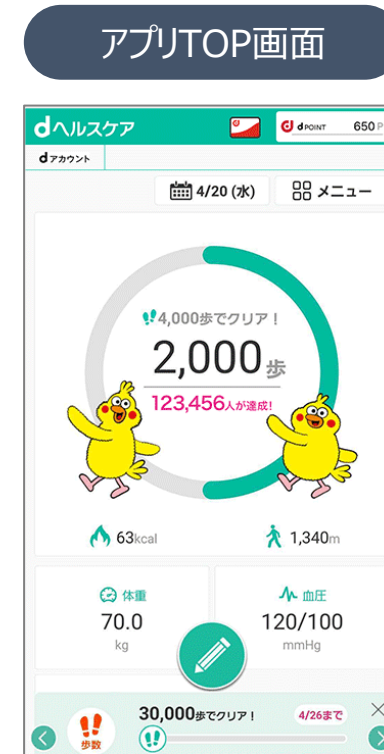 アプリTOP画面
dヘルスケア
d POINT 650 P
dアカウント
4/20 (水) メニュー
4,000歩でクリア！
2,000歩
123,456人が達成!
63kcal 1,340m
体重 血圧
70.0 120/100
kg mmHg
30,000歩でクリア！ 4/26まで
歩数